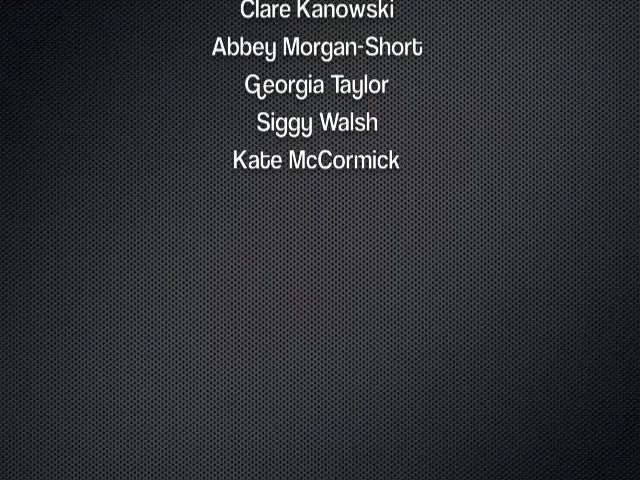 Clare Kanowski
Abbey Morgan-Short
Georgia Taylor
Siggy Walsh
Kate McCormick